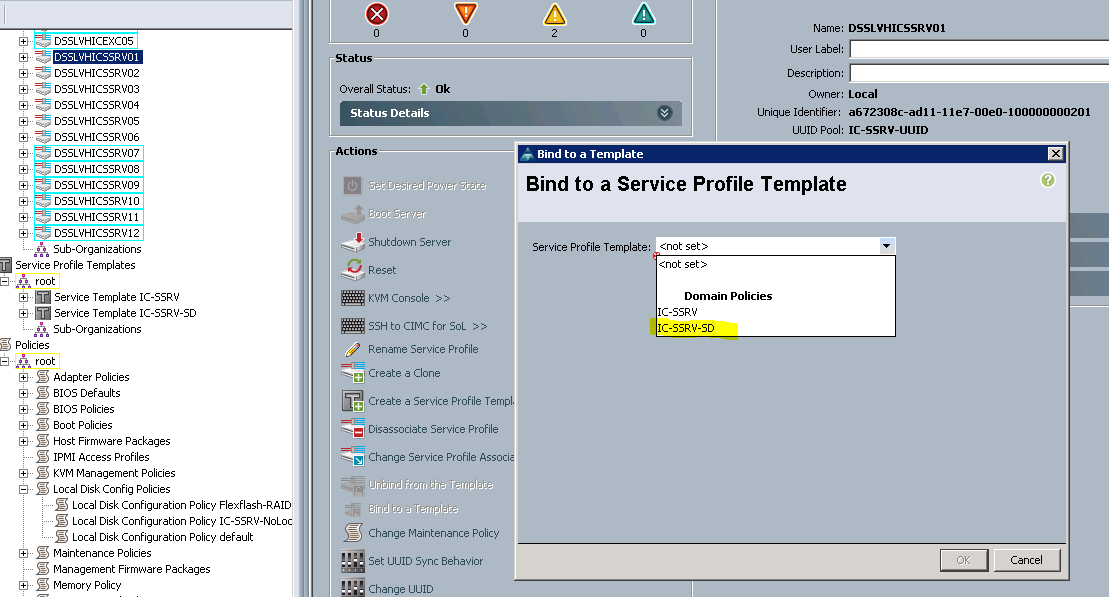 DSSLVHICEXC05
DSSLVHICSSRV01
DSSLVHICSSRV02
DSSLVHICSSRV03
DSSLVHICSSRV04
DSSLVHICSSRV05
DSSLVHICSSRV06
DSSLVHICSSRV07
DSSLVHICSSRV08
DSSLVHICSSRV09
DSSLVHICSSRV10
DSSLVHICSSRV11
DSSLVHICSSRV12
Sub-Organizations
Service Profile Templates
root
Service Template IC-SSRV
Service Template IC-SSRV-SD
Sub-Organizations
Policies
root
Adapter Policies
BIOS Defaults
BIOS Policies
Boot Policies
Host Firmware Packages
IPMI Access Profiles
KVM Management Policies
Local Disk Config Policies
Local Disk Configuration Policy Flexflash-RAID
Local Disk Configuration Policy IC-SSRV-NoLoc
Local Disk Configuration Policy default
Maintenance Policies
Management Firmware Packages
Memory Policy
0 0 2 0
Status
Overall Status: Ok
Status Details
Actions
Set Desired Power State
Boot Server
Shutdown Server
Reset
KVM Console >>
SSH to CIMC for SoL >>
Rename Service Profile
Create a Clone
Create a Service Profile Templ
Disassociate Service Profile
Change Service Profile Associa
Unbind from the Template
Bind to a Template
Change Maintenance Policy
Set UUID Sync Behavior
Change UUID
Name: DSSLVHICSSRV01
User Label:
Description:
Owner: Local
Unique Identifier: a672308c-ad11-11e7-00e0-100000000201
UUID Pool: IC-SSRV-UUID
Bind to a Template
Bind to a Service Profile Template
Service Profile Template: <not set>
<not set>
Domain Policies
IC-SSRV
IC-SSRV-SD
OK Cancel